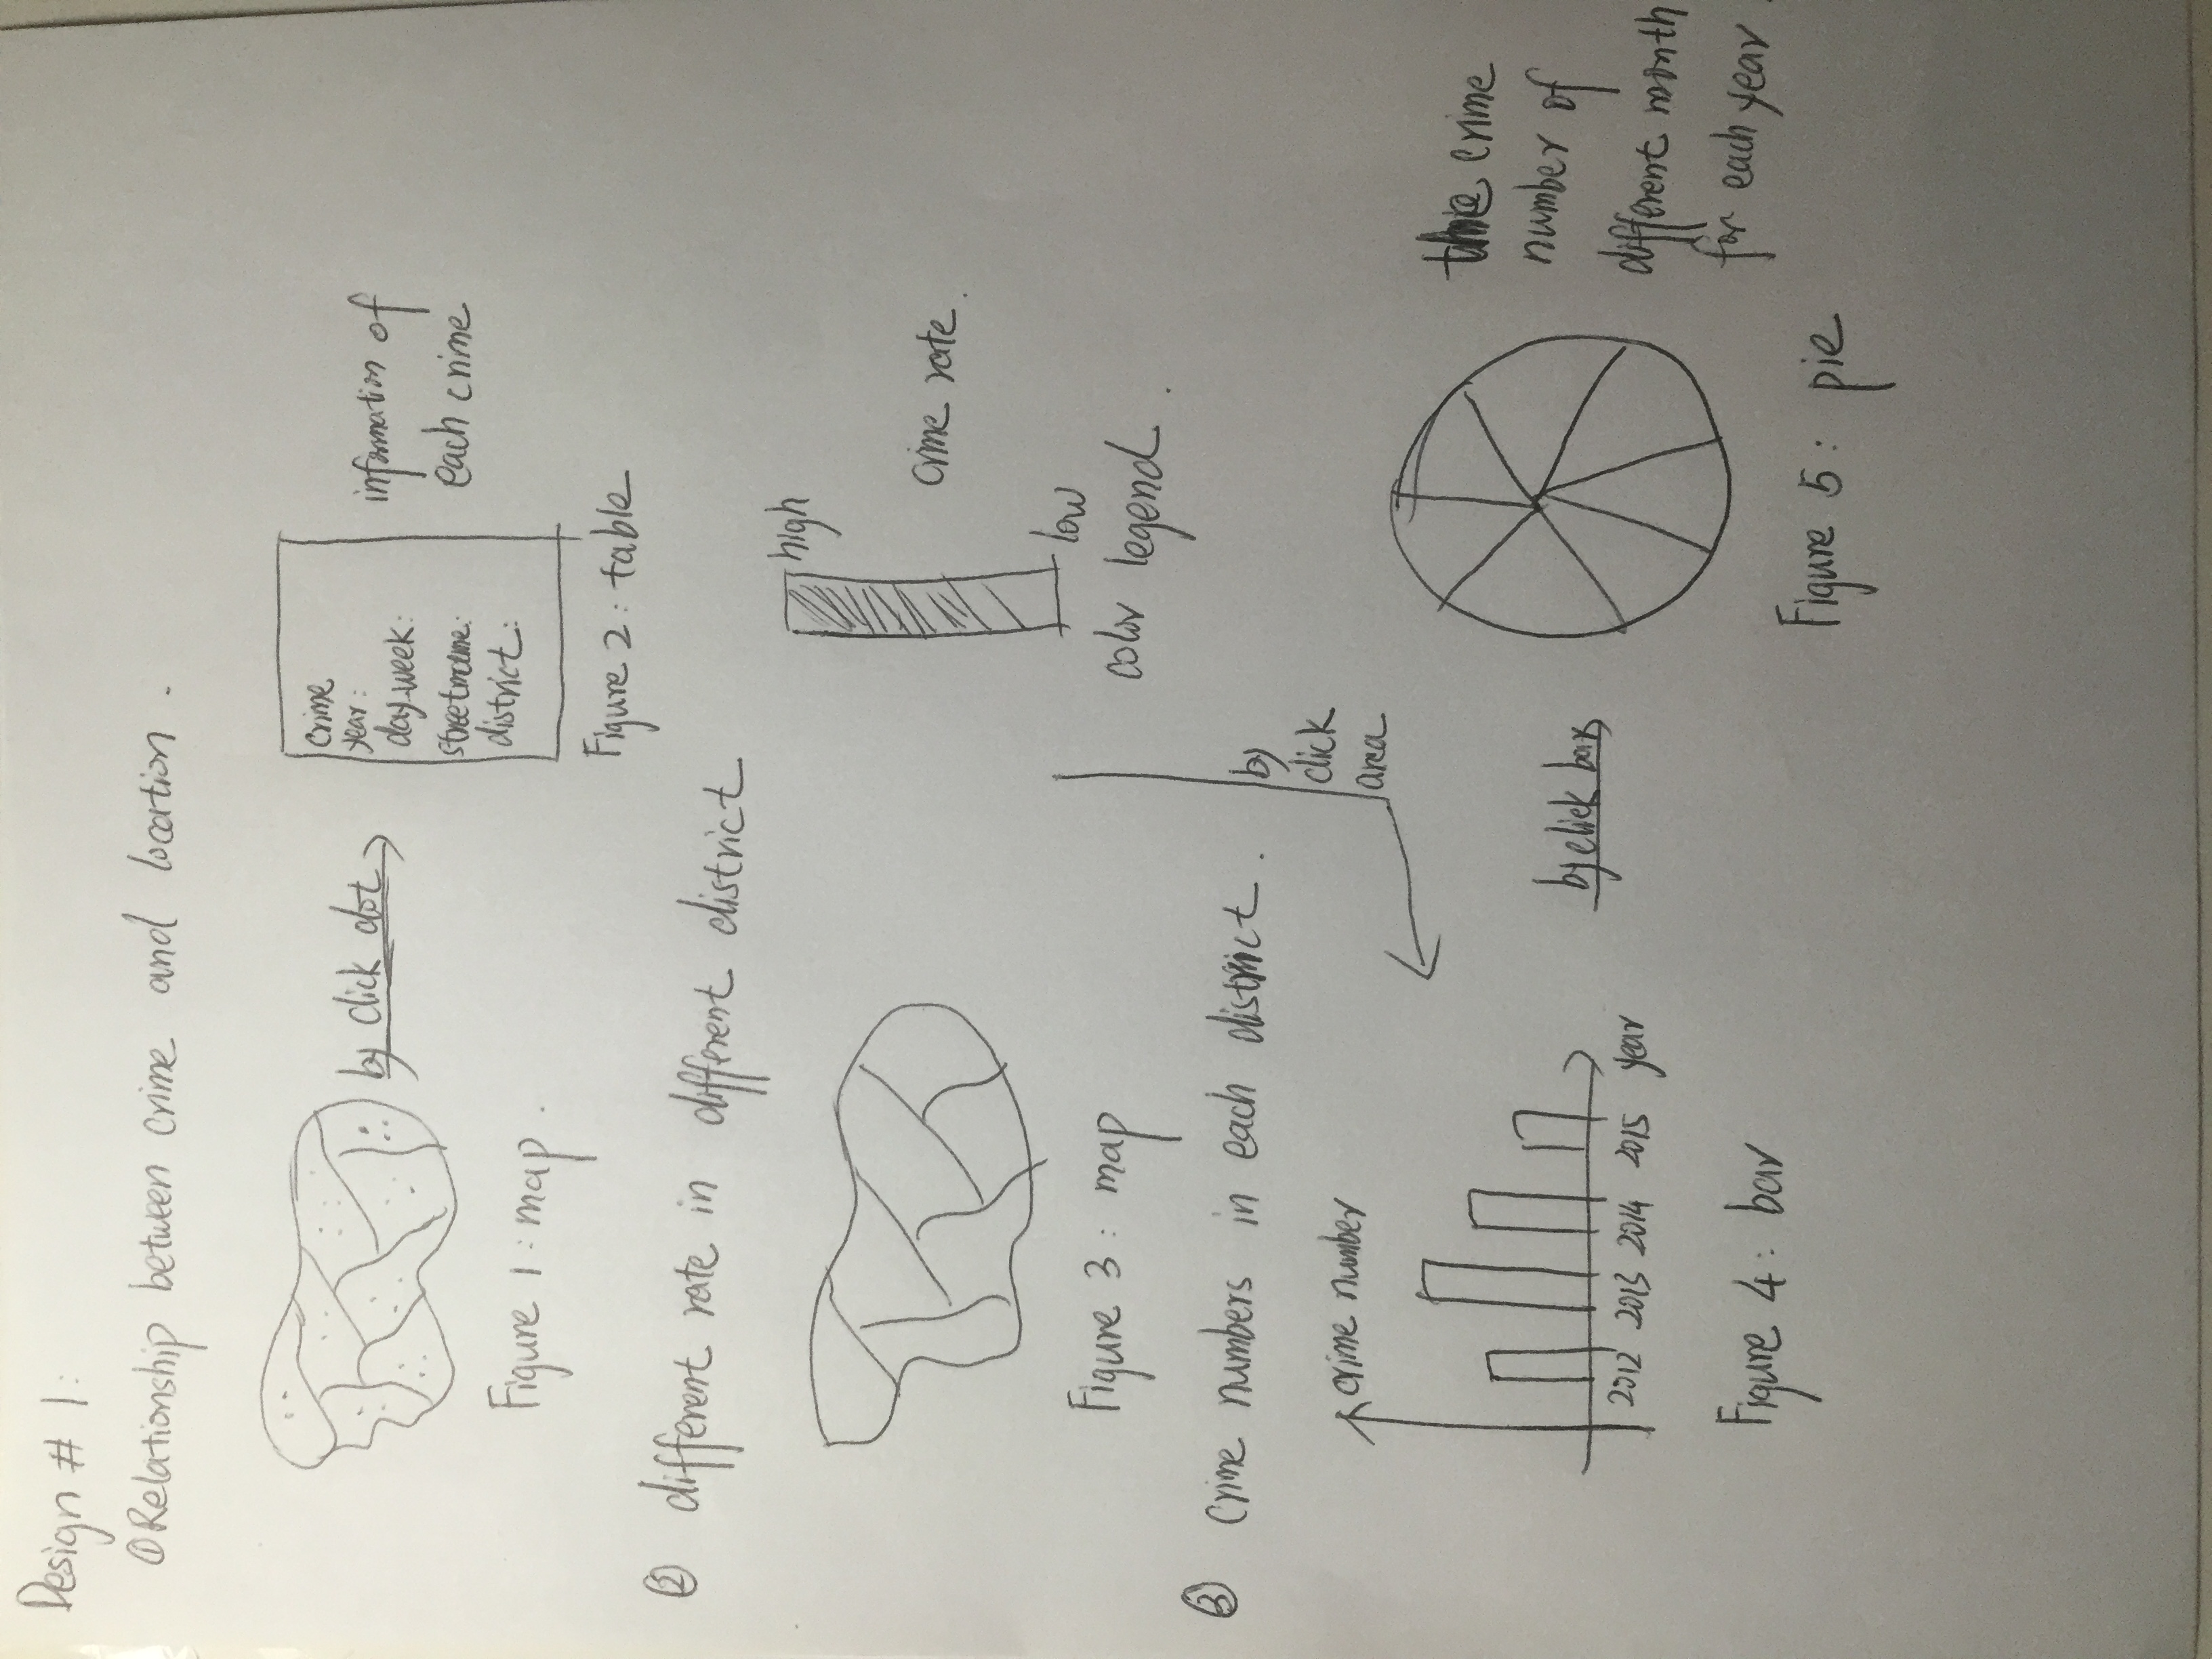 Design # 1:
①Relationship between crime and location.
by click dot
crime
year:
day-week:
streetname:
district:
information of
each crime
Figure 1: map.
Figure 2: table
② different rate in different district
high
crime rate.
low
color legend.
Figure 3: map
③ crime numbers in each district.
by
click
area
crime number
2012 2013 2014 2015 year
by click bar
the crime
number of
different month
for each year.
Figure 4: bar
Figure 5: pie